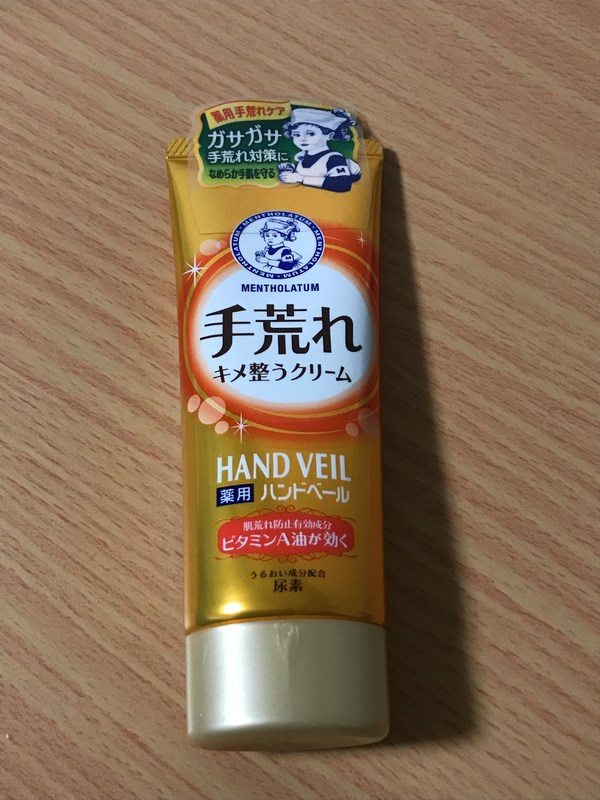 薬用手荒れケア
ガサガサ
手荒れ対策に
なめらか手肌を守る
MENTHOLATUM · MENTHOLATUM · MENTHOLATUM
MENTHOLATUM
手荒れ
キメ整うクリーム
HAND VEIL
薬用 ハンドベール
肌荒れ防止有効成分
ビタミンA油が効く
うるおい成分配合
尿素